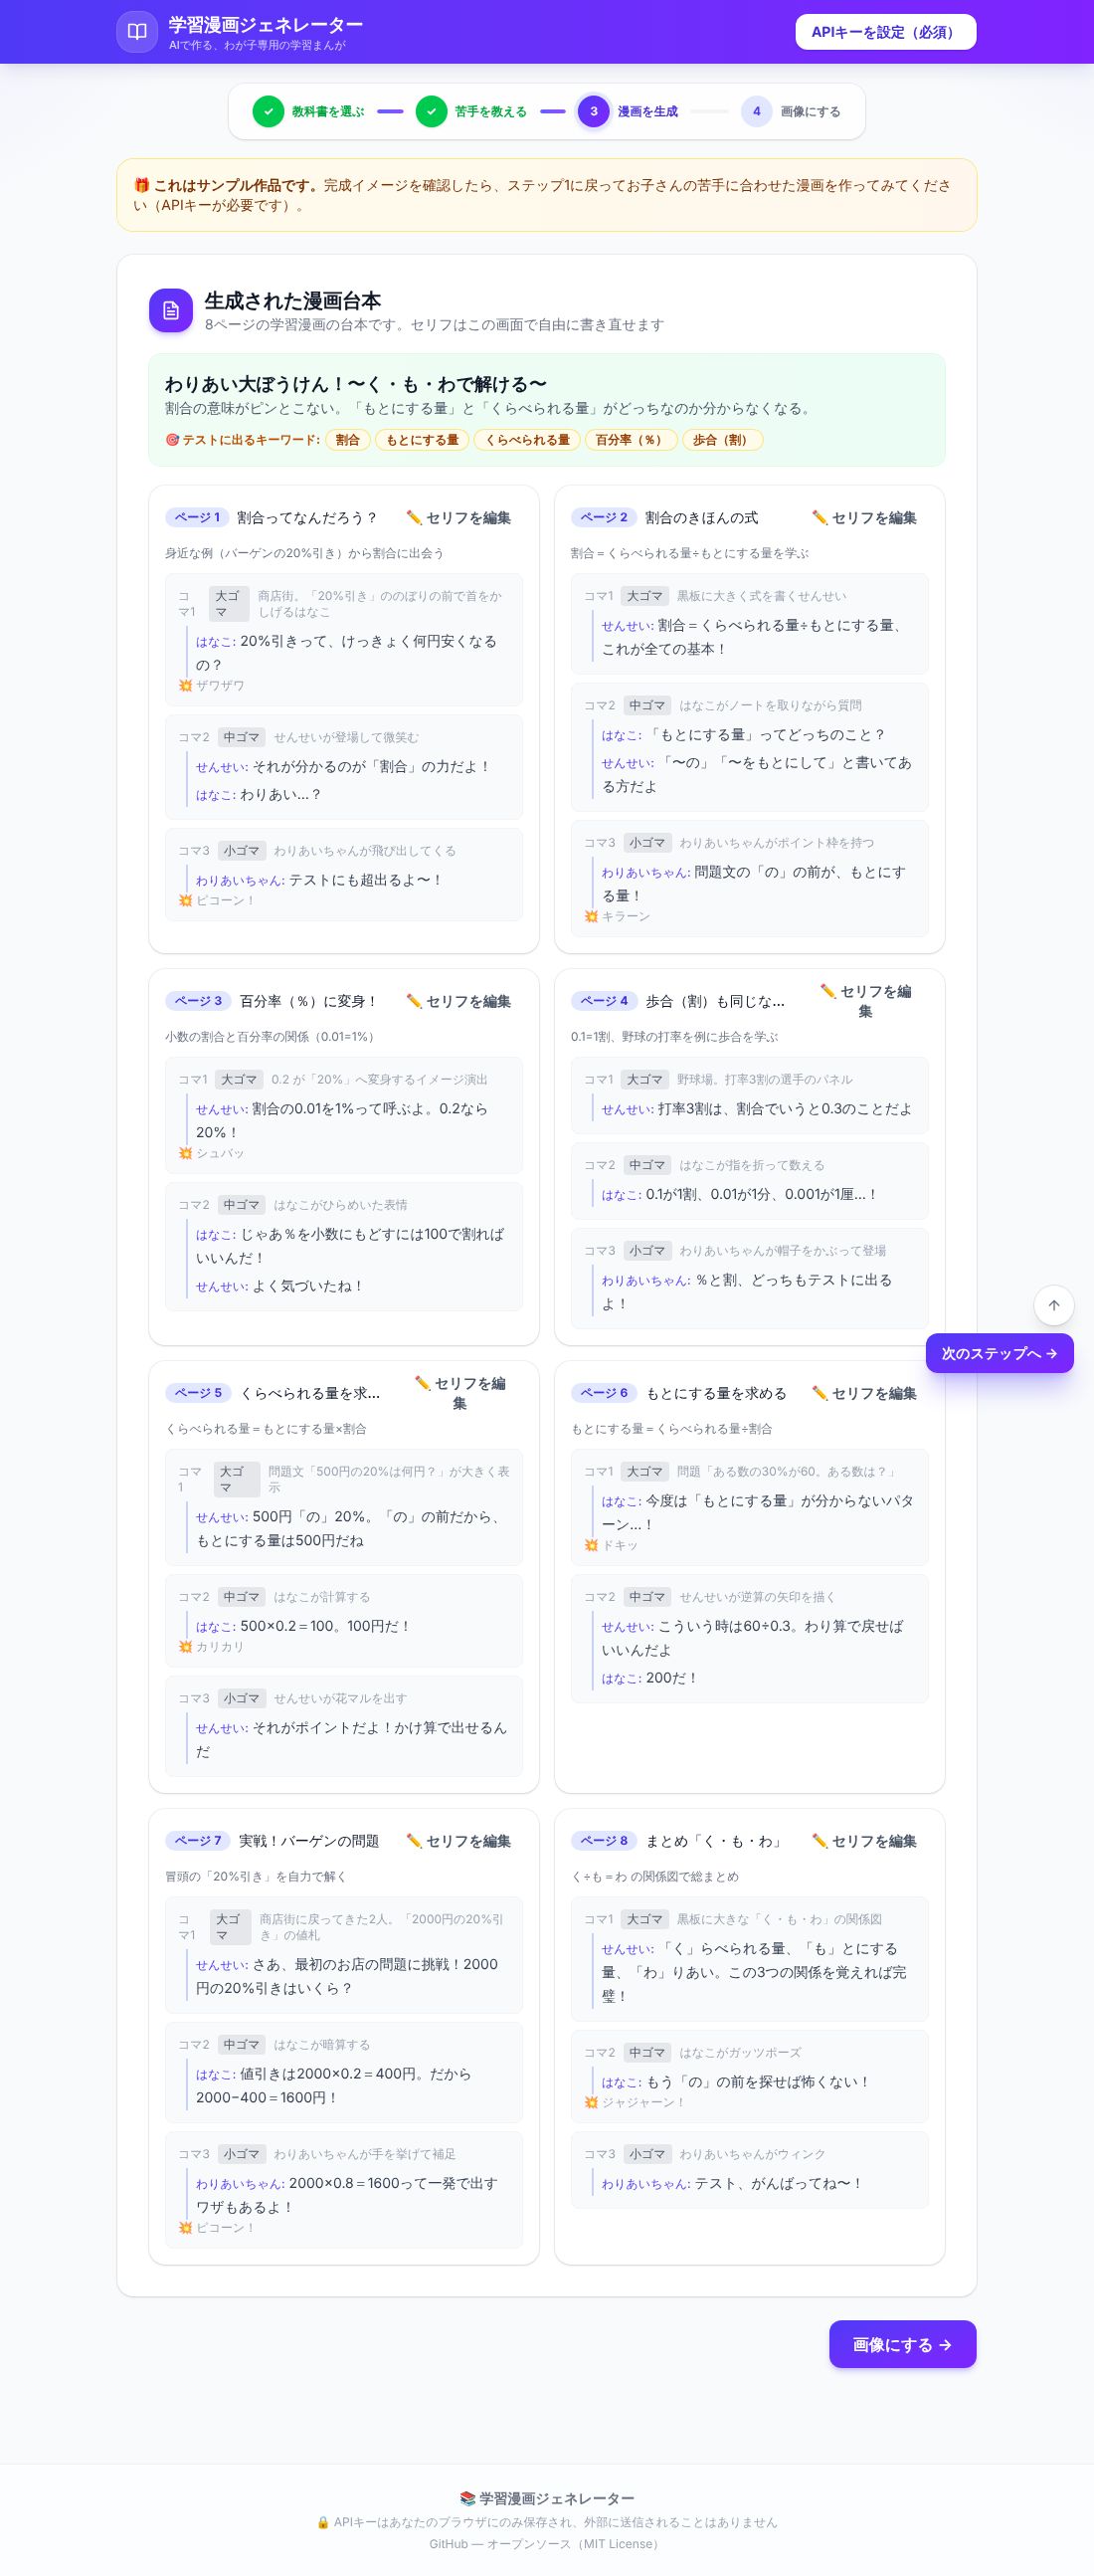 学習漫画ジェネレーター
AIで作る、わが子専用の学習まんが
APIキーを設定（必須）
✓ 教科書を選ぶ ✓ 苦手を教える 3 漫画を生成 4 画像にする
🎁 これはサンプル作品です。完成イメージを確認したら、ステップ1に戻ってお子さんの苦手に合わせた漫画を作ってみてくださ
い（APIキーが必要です）。
生成された漫画台本
8ページの学習漫画の台本です。セリフはこの画面で自由に書き直せます
わりあい大ぼうけん！〜く・も・わで解ける〜
割合の意味がピンとこない。「もとにする量」と「くらべられる量」がどっちなのか分からなくなる。
🎯 テストに出るキーワード: 割合 もとにする量 くらべられる量 百分率（％） 歩合（割）
ページ 1 割合ってなんだろう？ ✏️ セリフを編集
身近な例（バーゲンの20%引き）から割合に出会う
コ
マ1
大ゴ
マ
商店街。「20%引き」ののぼりの前で首をか
しげるはなこ
はなこ: 20%引きって、けっきょく何円安くなる
の？
💥 ザワザワ
コマ2 中ゴマ せんせいが登場して微笑む
せんせい: それが分かるのが「割合」の力だよ！
はなこ: わりあい…？
コマ3 小ゴマ わりあいちゃんが飛び出してくる
わりあいちゃん: テストにも超出るよ〜！
💥 ピコーン！
ページ 2 割合のきほんの式 ✏️ セリフを編集
割合＝くらべられる量÷もとにする量を学ぶ
コマ1 大ゴマ 黒板に大きく式を書くせんせい
せんせい: 割合＝くらべられる量÷もとにする量、
これが全ての基本！
コマ2 中ゴマ はなこがノートを取りながら質問
はなこ: 「もとにする量」ってどっちのこと？
せんせい: 「〜の」「〜をもとにして」と書いてあ
る方だよ
コマ3 小ゴマ わりあいちゃんがポイント枠を持つ
わりあいちゃん: 問題文の「の」の前が、もとにす
る量！
💥 キラーン
ページ 3 百分率（％）に変身！ ✏️ セリフを編集
小数の割合と百分率の関係（0.01=1%）
コマ1 大ゴマ 0.2 が「20%」へ変身するイメージ演出
せんせい: 割合の0.01を1%って呼ぶよ。0.2なら
20%！
💥 シュバッ
コマ2 中ゴマ はなこがひらめいた表情
はなこ: じゃあ％を小数にもどすには100で割れば
いいんだ！
せんせい: よく気づいたね！
ページ 4 歩合（割）も同じな… ✏️ セリフを編
集
0.1=1割、野球の打率を例に歩合を学ぶ
コマ1 大ゴマ 野球場。打率3割の選手のパネル
せんせい: 打率3割は、割合でいうと0.3のことだよ
コマ2 中ゴマ はなこが指を折って数える
はなこ: 0.1が1割、0.01が1分、0.001が1厘…！
コマ3 小ゴマ わりあいちゃんが帽子をかぶって登場
わりあいちゃん: ％と割、どっちもテストに出る
よ！
次のステップへ →
ページ 5 くらべられる量を求… ✏️ セリフを編
集
くらべられる量＝もとにする量×割合
コマ
1
大ゴ
マ
問題文「500円の20%は何円？」が大きく表
示
せんせい: 500円「の」20%。「の」の前だから、
もとにする量は500円だね
コマ2 中ゴマ はなこが計算する
はなこ: 500×0.2＝100。100円だ！
💥 カリカリ
コマ3 小ゴマ せんせいが花マルを出す
せんせい: それがポイントだよ！かけ算で出せるん
だ
ページ 6 もとにする量を求める ✏️ セリフを編集
もとにする量＝くらべられる量÷割合
コマ1 大ゴマ 問題「ある数の30%が60。ある数は？」
はなこ: 今度は「もとにする量」が分からないパタ
ーン…！
💥 ドキッ
コマ2 中ゴマ せんせいが逆算の矢印を描く
せんせい: こういう時は60÷0.3。わり算で戻せば
いいんだよ
はなこ: 200だ！
ページ 7 実戦！バーゲンの問題 ✏️ セリフを編集
冒頭の「20%引き」を自力で解く
コ
マ1
大ゴ
マ
商店街に戻ってきた2人。「2000円の20%引
き」の値札
せんせい: さあ、最初のお店の問題に挑戦！2000
円の20%引きはいくら？
コマ2 中ゴマ はなこが暗算する
はなこ: 値引きは2000×0.2＝400円。だから
2000−400＝1600円！
コマ3 小ゴマ わりあいちゃんが手を挙げて補足
わりあいちゃん: 2000×0.8＝1600って一発で出す
ワザもあるよ！
💥 ピコーン！
ページ 8 まとめ「く・も・わ」 ✏️ セリフを編集
く÷も＝わ の関係図で総まとめ
コマ1 大ゴマ 黒板に大きな「く・も・わ」の関係図
せんせい: 「く」らべられる量、「も」とにする
量、「わ」りあい。この3つの関係を覚えれば完
璧！
コマ2 中ゴマ はなこがガッツポーズ
はなこ: もう「の」の前を探せば怖くない！
💥 ジャジャーン！
コマ3 小ゴマ わりあいちゃんがウィンク
わりあいちゃん: テスト、がんばってね〜！
画像にする →
📚 学習漫画ジェネレーター
🔒 APIキーはあなたのブラウザにのみ保存され、外部に送信されることはありません
GitHub — オープンソース（MIT License）